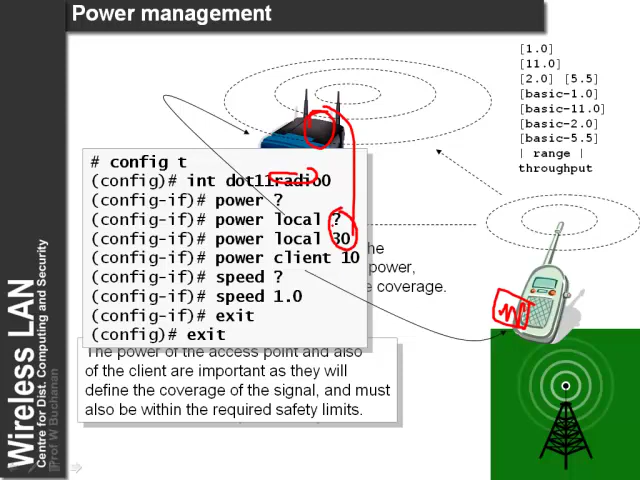 Power management
[1.0]
[11.0]
[2.0] [5.5]
[basic-1.0]
[basic-11.0]
[basic-2.0]
[basic-5.5]
| range |
throughput
# config t
(config)# int dot11radio0
(config-if)# power ?
(config-if)# power local ?
(config-if)# power local 30
(config-if)# power client 10
(config-if)# speed ?
(config-if)# speed 1.0
(config-if)# exit
(config)# exit
he
power,
e coverage.
The power of the access point and also
of the client are important as they will
define the coverage of the signal, and must
also be within the required safety limits.
Wireless LAN
Centre for Dist. Computing and Security
Prof W Buchanan